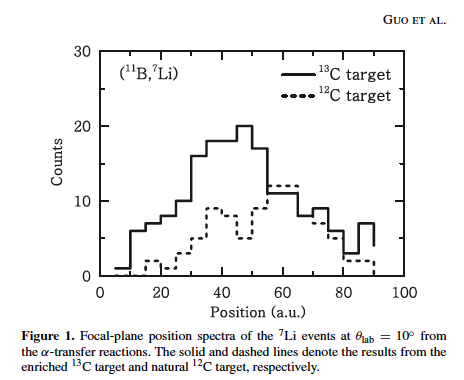 GUO ET AL.
30
(¹¹B,⁷Li)
¹³C target
¹²C target
20
Counts
10
0
0 20 40 60 80 100
Position (a.u.)
Figure 1. Focal-plane position spectra of the ⁷Li events at θ_lab = 10° from
the α-transfer reactions. The solid and dashed lines denote the results from the
enriched ¹³C target and natural ¹²C target, respectively.